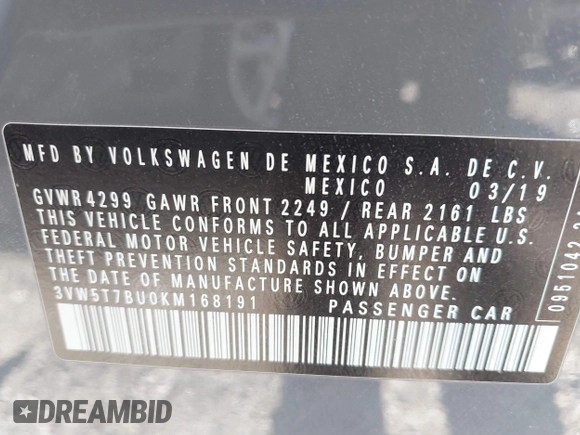 MFD BY VOLKSWAGEN DE MEXICO S.A. DE C.V.
MEXICO 03/19
GVWR 4299 GAWR FRONT 2249 / REAR 2161 LBS
THIS VEHICLE CONFORMS TO ALL APPLICABLE U.S.
FEDERAL MOTOR VEHICLE SAFETY, BUMPER AND
THEFT PREVENTION STANDARDS IN EFFECT ON
THE DATE OF MANUFACTURE SHOWN ABOVE.
3VW5T7BU0KM168191 PASSENGER CAR
0951042
DREAMBID